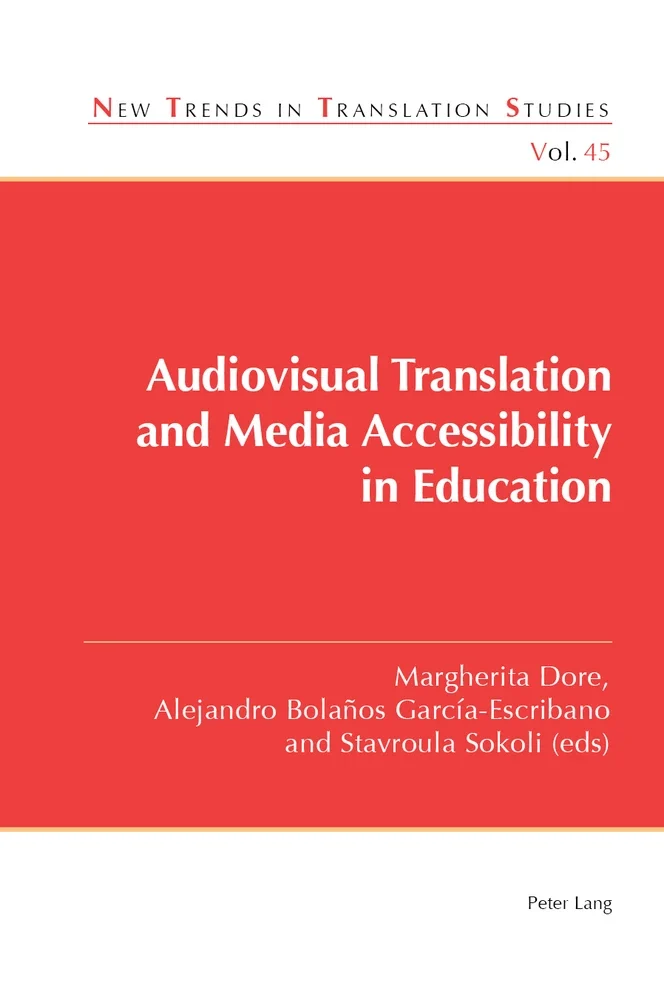 New Trends in Translation Studies
Vol. 45
Audiovisual Translation
and Media Accessibility
in Education
Margherita Dore,
Alejandro Bolaños García-Escribano
and Stavroula Sokoli (eds)
Peter Lang